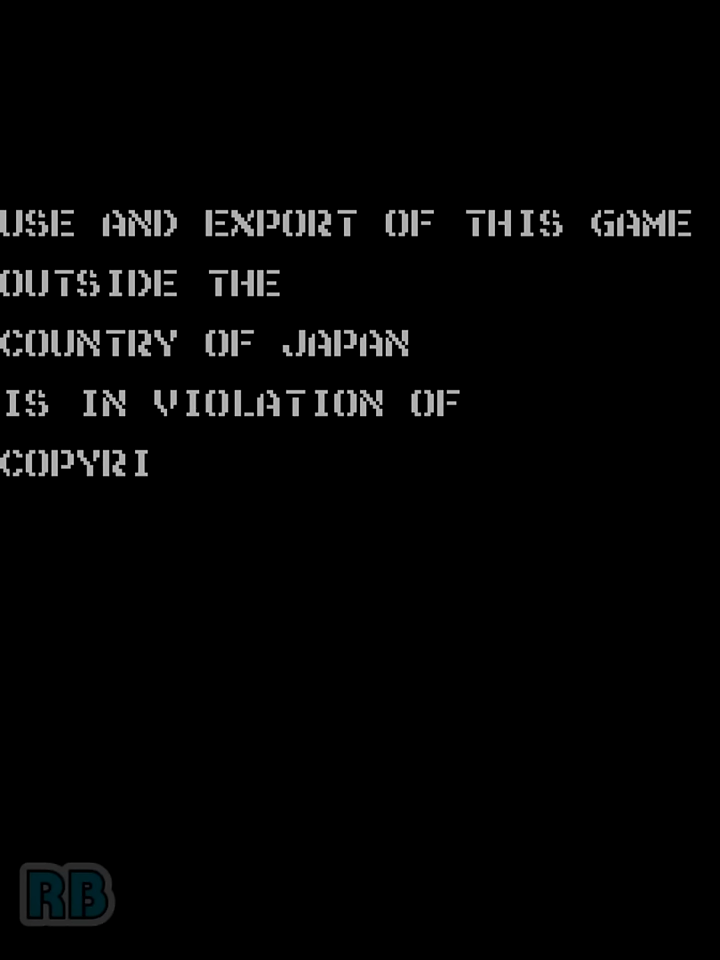 USE AND EXPORT OF THIS GAME
OUTSIDE THE
COUNTRY OF JAPAN
IS IN VIOLATION OF
COPYRI
RB